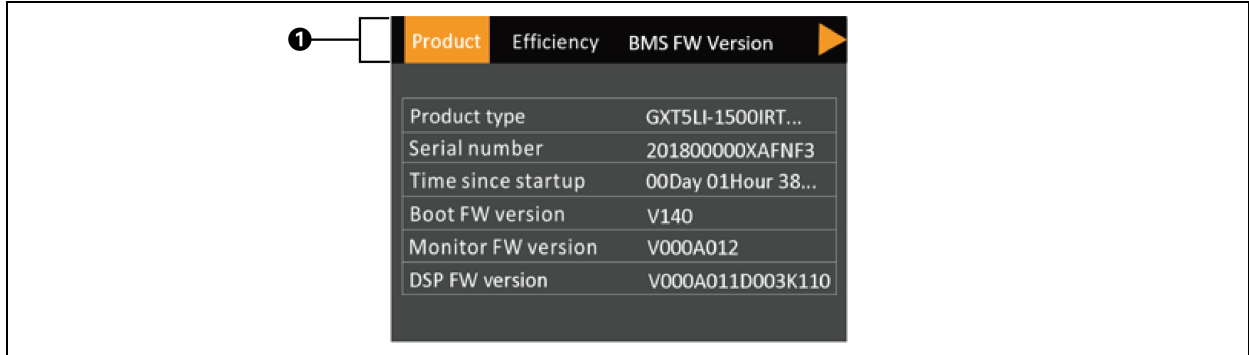 ❶
Product Efficiency BMS FW Version
Product type GXT5LI-1500IRT...
Serial number 201800000XAFNF3
Time since startup 00Day 01Hour 38...
Boot FW version V140
Monitor FW version V000A012
DSP FW version V000A011D003K110